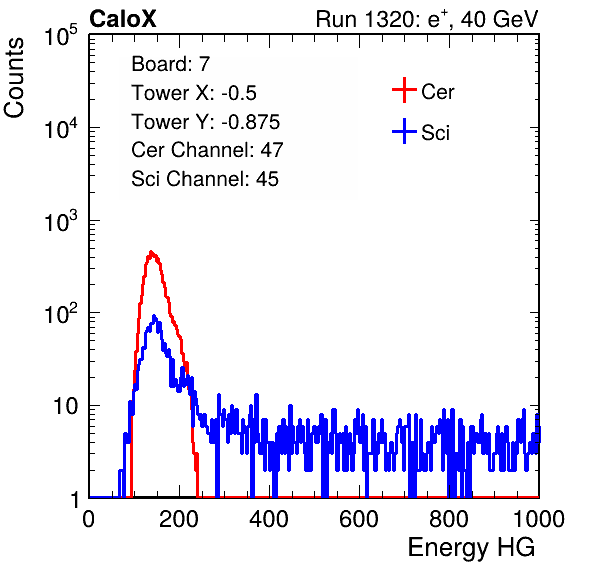 CaloX Run 1320: e⁺, 40 GeV
Counts
Board: 7
Tower X: -0.5
Tower Y: -0.875
Cer Channel: 47
Sci Channel: 45
Cer
Sci
10⁵
10⁴
10³
10²
10
1
0 200 400 600 800 1000
Energy HG